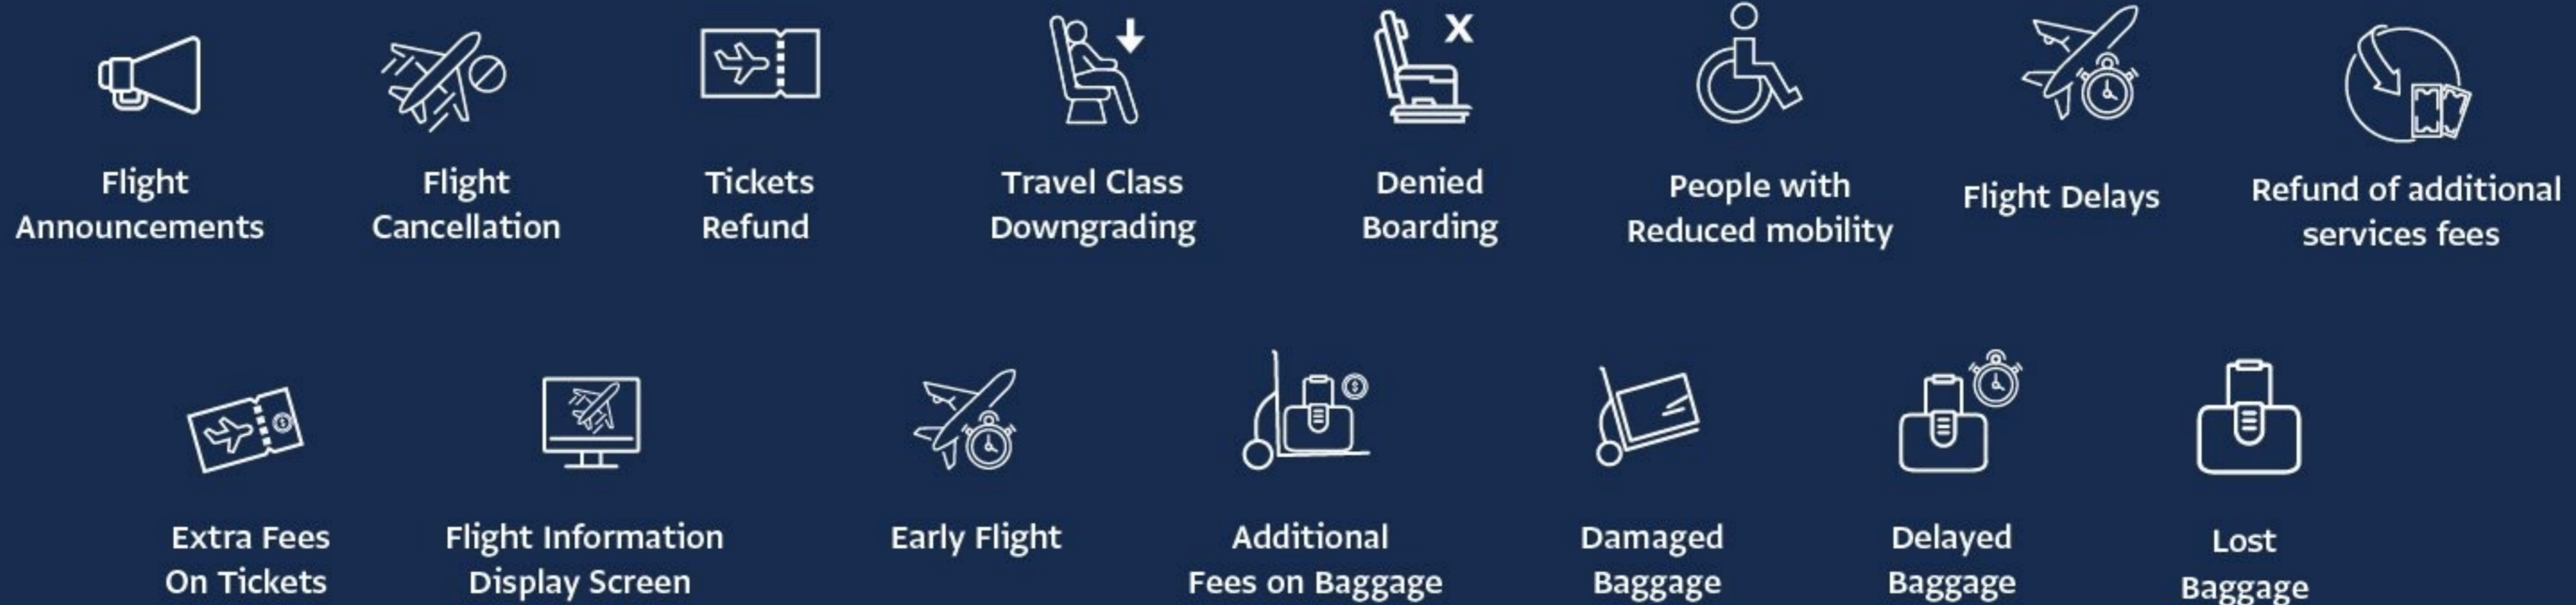 Flight
Announcements
Flight
Cancellation
Tickets
Refund
Travel Class
Downgrading
X
Denied
Boarding
People with
Reduced mobility
Flight Delays
Refund of additional
services fees
Extra Fees
On Tickets
Flight Information
Display Screen
Early Flight
Additional
Fees on Baggage
Damaged
Baggage
Delayed
Baggage
Lost
Baggage